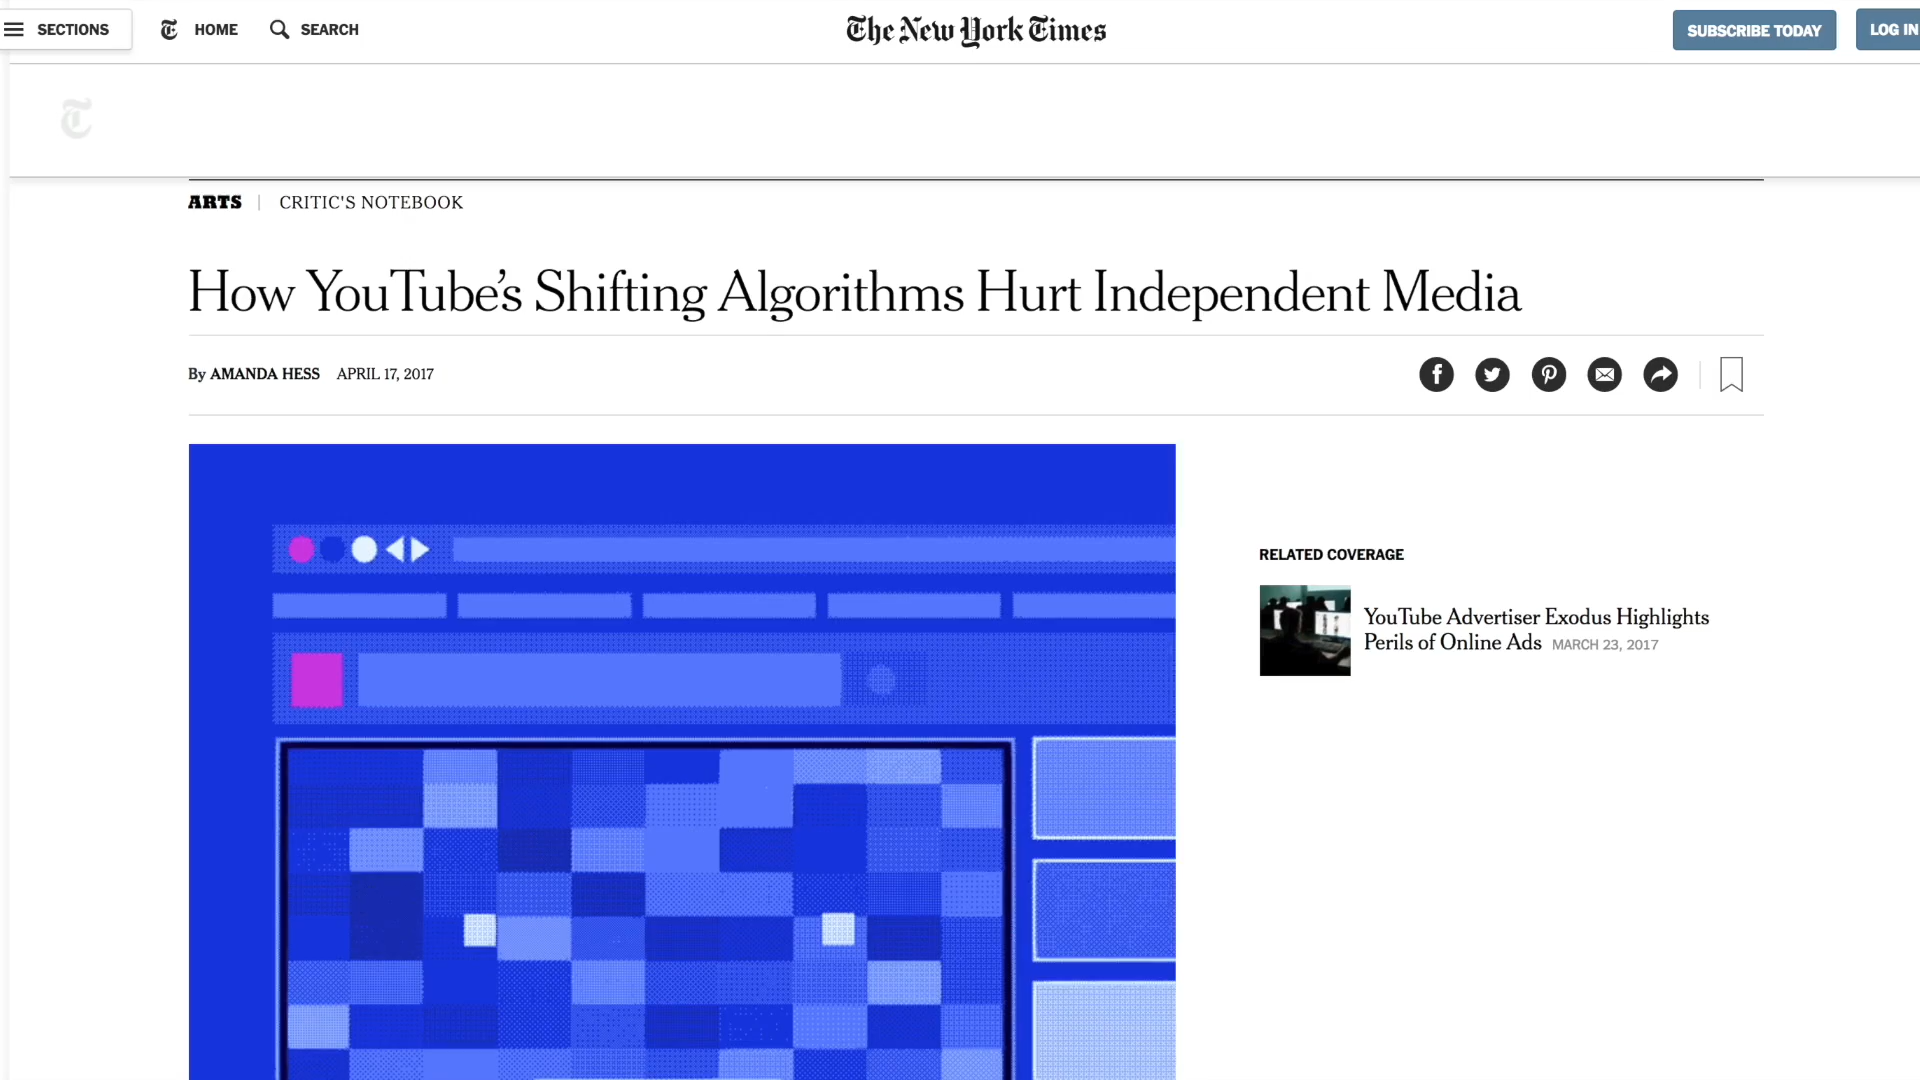 SECTIONS
HOME
SEARCH
The New York Times
SUBSCRIBE TODAY
LOG IN
ARTS
CRITIC'S NOTEBOOK
How YouTube’s Shifting Algorithms Hurt Independent Media
By AMANDA HESS APRIL 17, 2017
RELATED COVERAGE
YouTube Advertiser Exodus Highlights
Perils of Online Ads MARCH 23, 2017